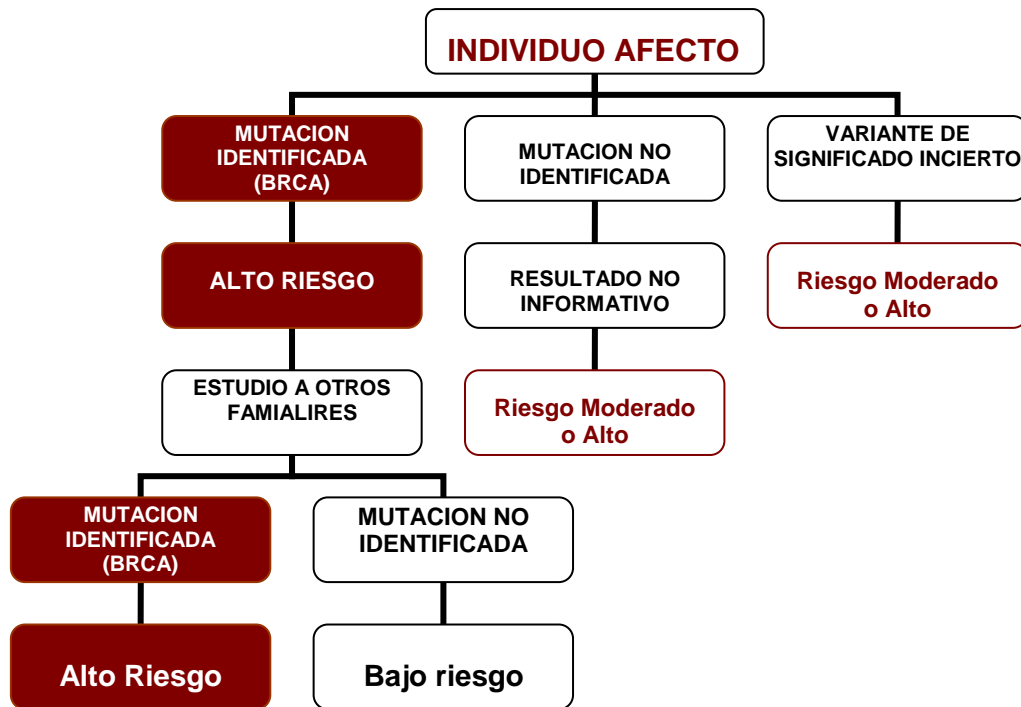 INDIVIDUO AFECTO
MUTACION
IDENTIFICADA
(BRCA)
MUTACION NO
IDENTIFICADA
VARIANTE DE
SIGNIFICADO INCIERTO
ALTO RIESGO
RESULTADO NO
INFORMATIVO
Riesgo Moderado
o Alto
ESTUDIO A OTROS
FAMIALIRES
Riesgo Moderado
o Alto
MUTACION
IDENTIFICADA
(BRCA)
MUTACION NO
IDENTIFICADA
Alto Riesgo
Bajo riesgo